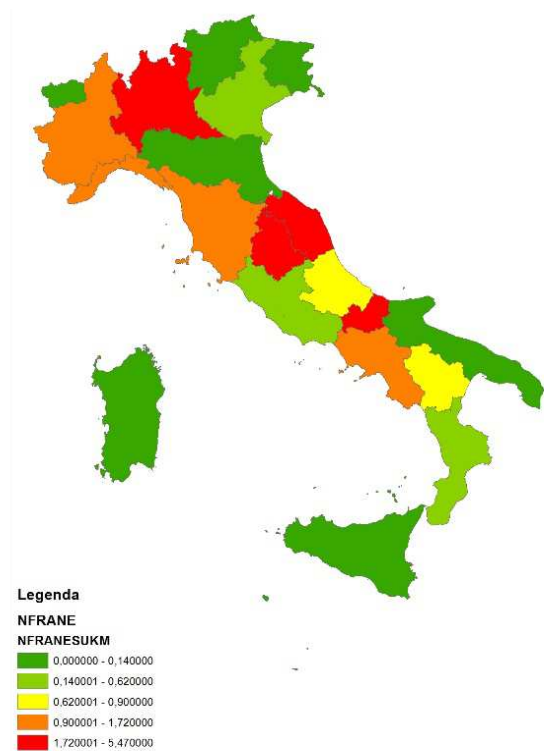 Legenda
NFRANE
NFRANESUKM
0,000000 - 0,140000
0,140001 - 0,620000
0,620001 - 0,900000
0,900001 - 1,720000
1,720001 - 5,470000